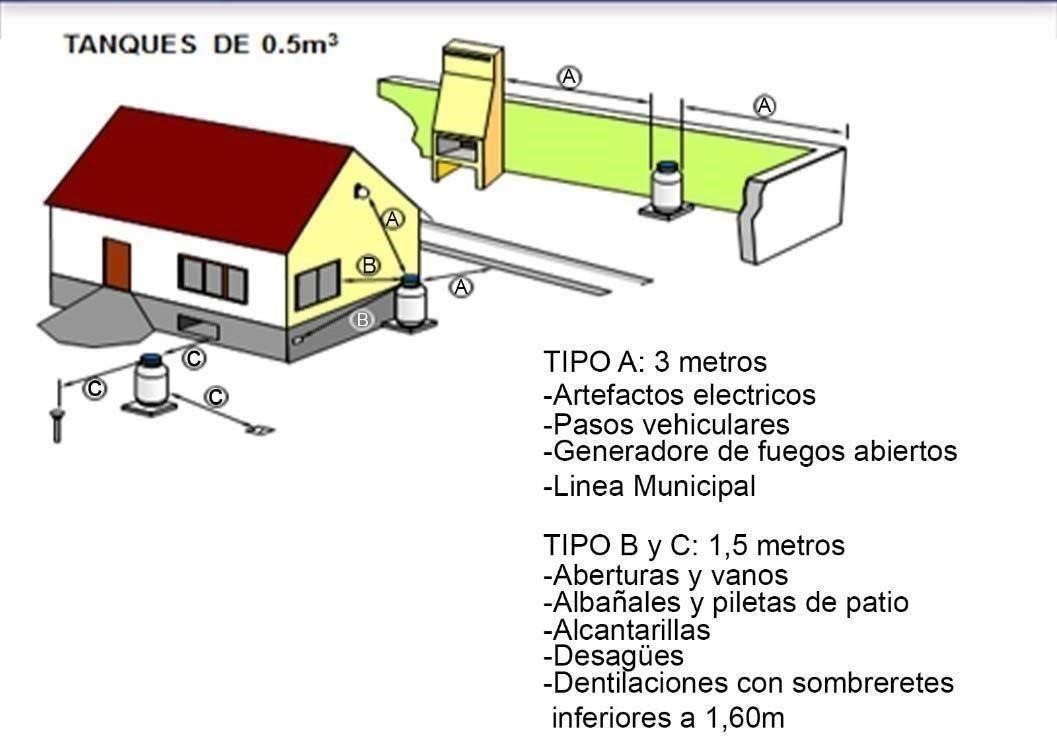 TANQUES DE 0.5m³
A
A
A
B
A
B
C
C
C
TIPO A: 3 metros
-Artefactos electricos
-Pasos vehiculares
-Generadore de fuegos abiertos
-Linea Municipal
TIPO B y C: 1,5 metros
-Aberturas y vanos
-Albañales y piletas de patio
-Alcantarillas
-Desagües
-Dentilaciones con sombreretes
inferiores a 1,60m